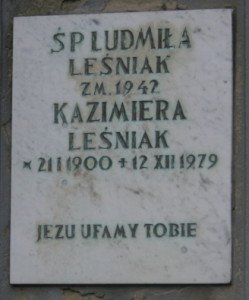 ŚP LUDMIŁA
LEŚNIAK
ZM. 1942
KAZIMIERA
LEŚNIAK
* 21 I 1900 + 12 XII 1979
JEZU UFAMY TOBIE